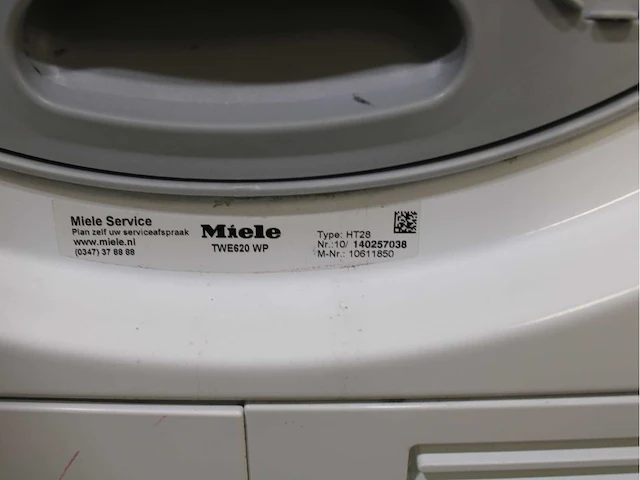 Miele Service
Plan zelf uw serviceafspraak
www.miele.nl
(0347) 37 88 88
Miele
TWE620 WP
Type: HT28
Nr.:10/ 140257038
M-Nr.: 10611850